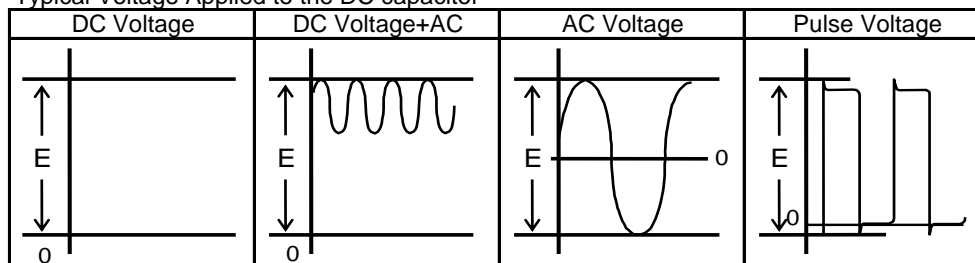 Typical Voltage Applied to the DC capacitor
DC Voltage DC Voltage+AC AC Voltage Pulse Voltage
E E E 0 E
0
0 0